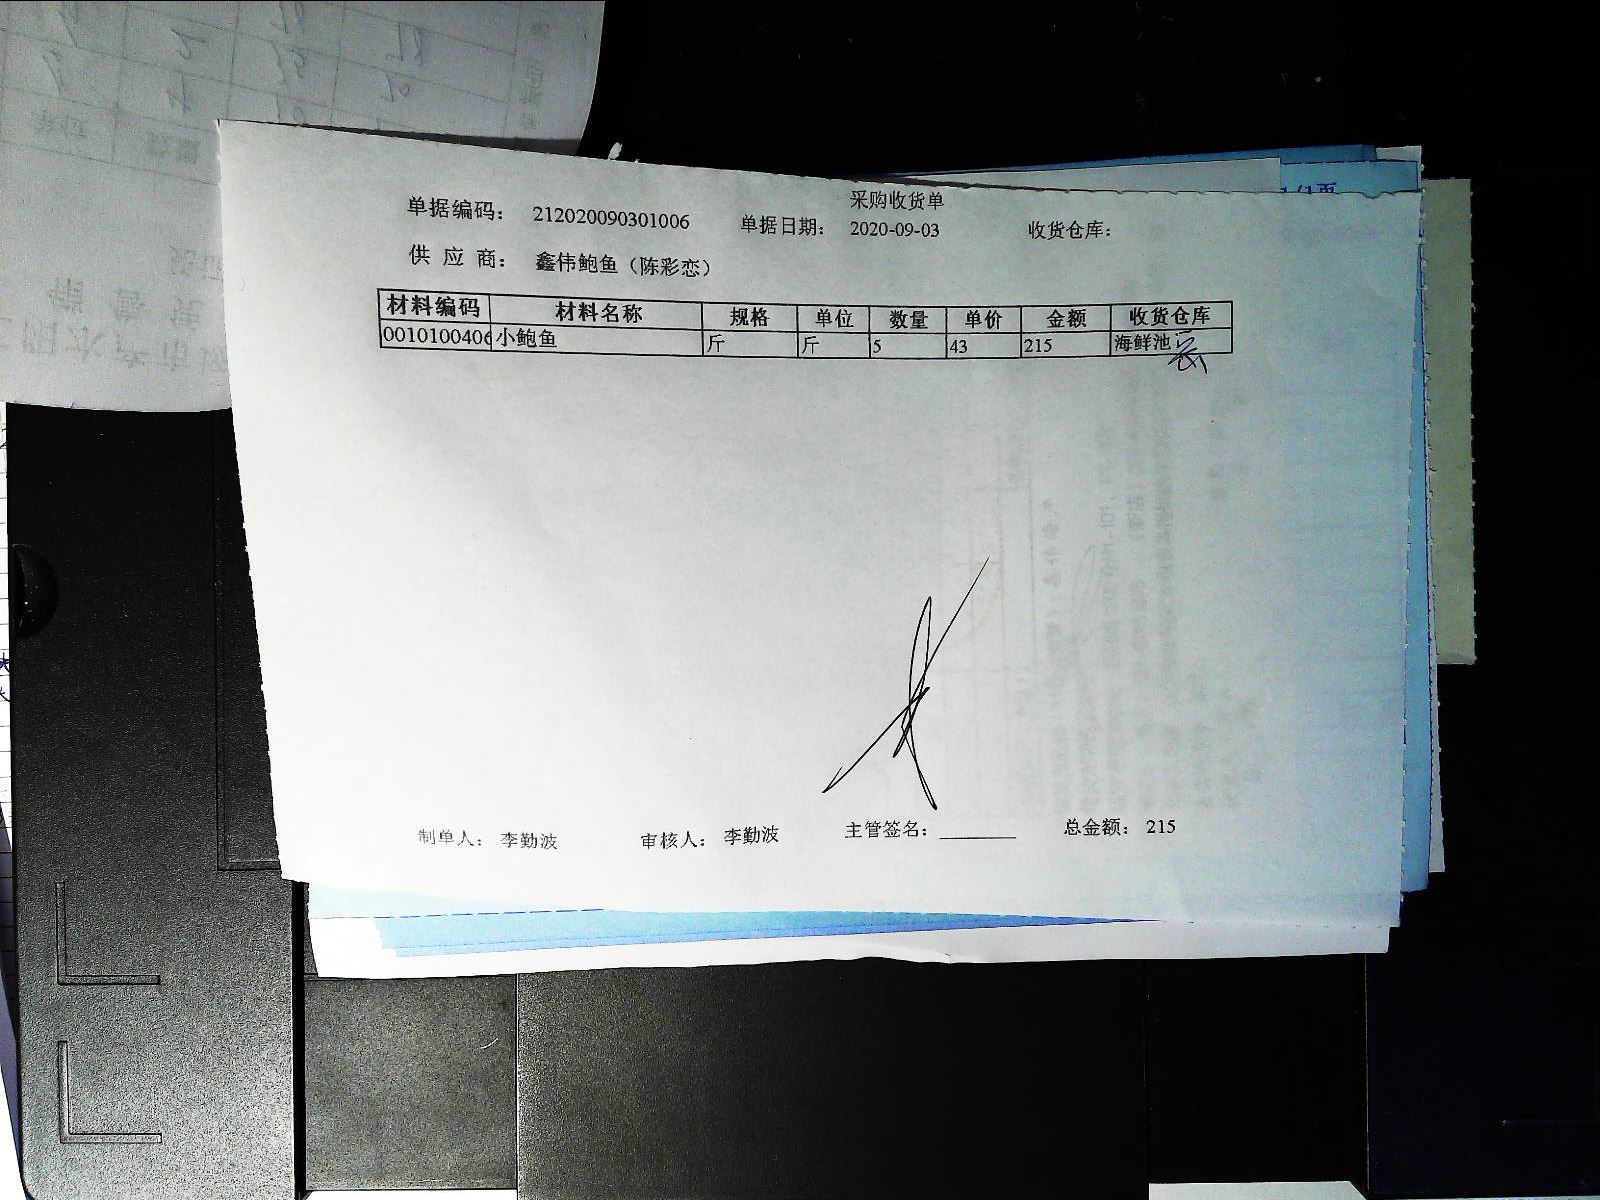 采购收货单
单据编码： 212020090301006 单据日期： 2020-09-03 收货仓库：
供 应 商： 鑫伟鲍鱼（陈彩恋）
材料编码 材料名称 规格 单位 数量 单价 金额 收货仓库
0010100406 小鲍鱼 斤 斤 5 43 215 海鲜池
制单人： 李勤波 审核人： 李勤波 主管签名： 总金额： 215
1/1页